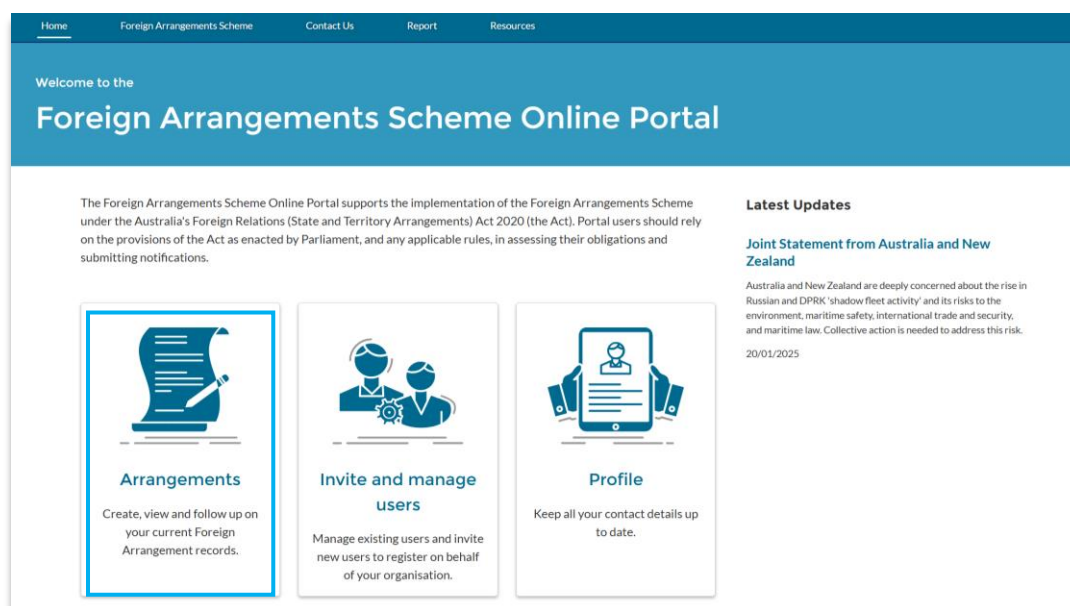 Home Foreign Arrangements Scheme Contact Us Report Resources
Welcome to the
Foreign Arrangements Scheme Online Portal
The Foreign Arrangements Scheme Online Portal supports the implementation of the Foreign Arrangements Scheme
under the Australia's Foreign Relations (State and Territory Arrangements) Act 2020 (the Act). Portal users should rely
on the provisions of the Act as enacted by Parliament, and any applicable rules, in assessing their obligations and
submitting notifications.
Arrangements
Create, view and follow up on
your current Foreign
Arrangement records.
Invite and manage
users
Manage existing users and invite
new users to register on behalf
of your organisation.
Profile
Keep all your contact details up
to date.
Latest Updates
Joint Statement from Australia and New
Zealand
Australia and New Zealand are deeply concerned about the rise in
Russian and DPRK 'shadow fleet activity' and its risks to the
environment, maritime safety, international trade and security,
and maritime law. Collective action is needed to address this risk.
20/01/2025